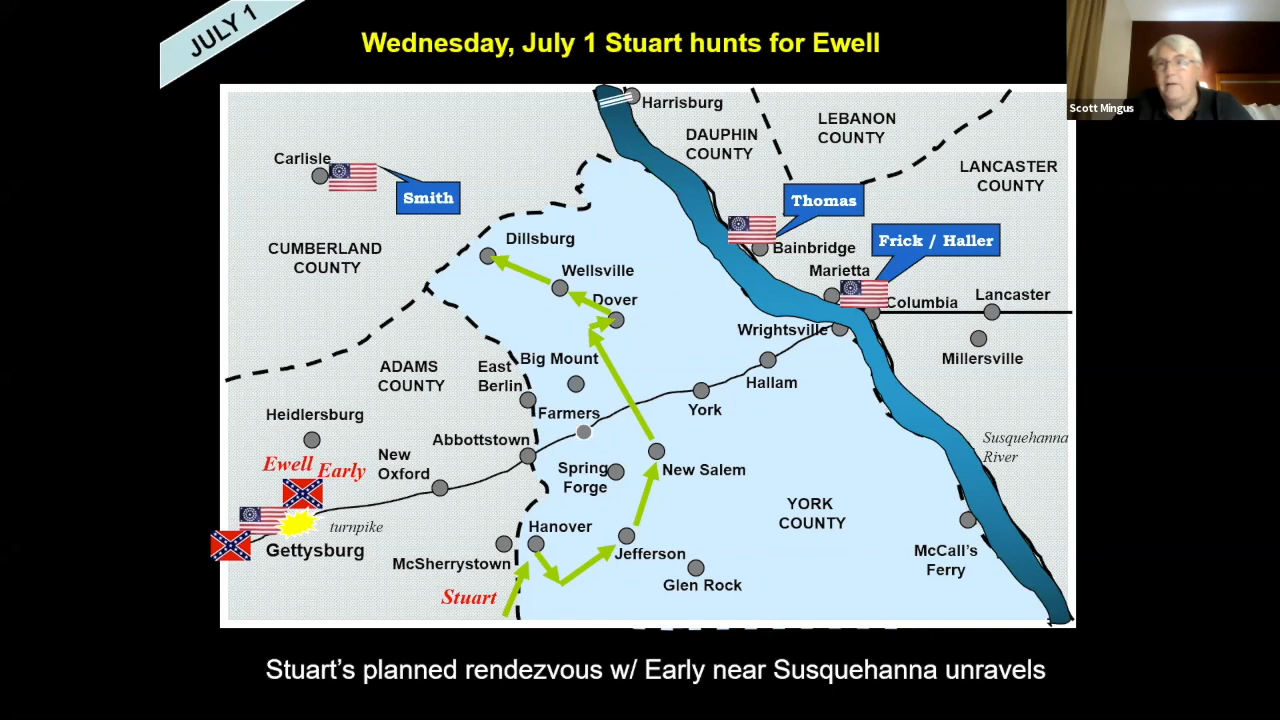 JULY 1
Wednesday, July 1 Stuart hunts for Ewell
Scott Mingus
Harrisburg
LEBANON
COUNTY
DAUPHIN
COUNTY
LANCASTER
COUNTY
Carlisle
Smith
Thomas
Frick / Haller
CUMBERLAND
COUNTY
Dillsburg
Bainbridge
Marietta
Wellsville
Columbia
Lancaster
Dover
Wrightsville
Millersville
Big Mount
ADAMS
COUNTY
East
Berlin
Hallam
York
Heidlersburg
Farmers
Abbottstown
New
Oxford
Susquehanna
River
Ewell
Early
Spring
Forge
New Salem
YORK
COUNTY
turnpike
Hanover
Gettysburg
McSherrystown
Jefferson
McCall's
Ferry
Glen Rock
Stuart
Stuart's planned rendezvous w/ Early near Susquehanna unravels